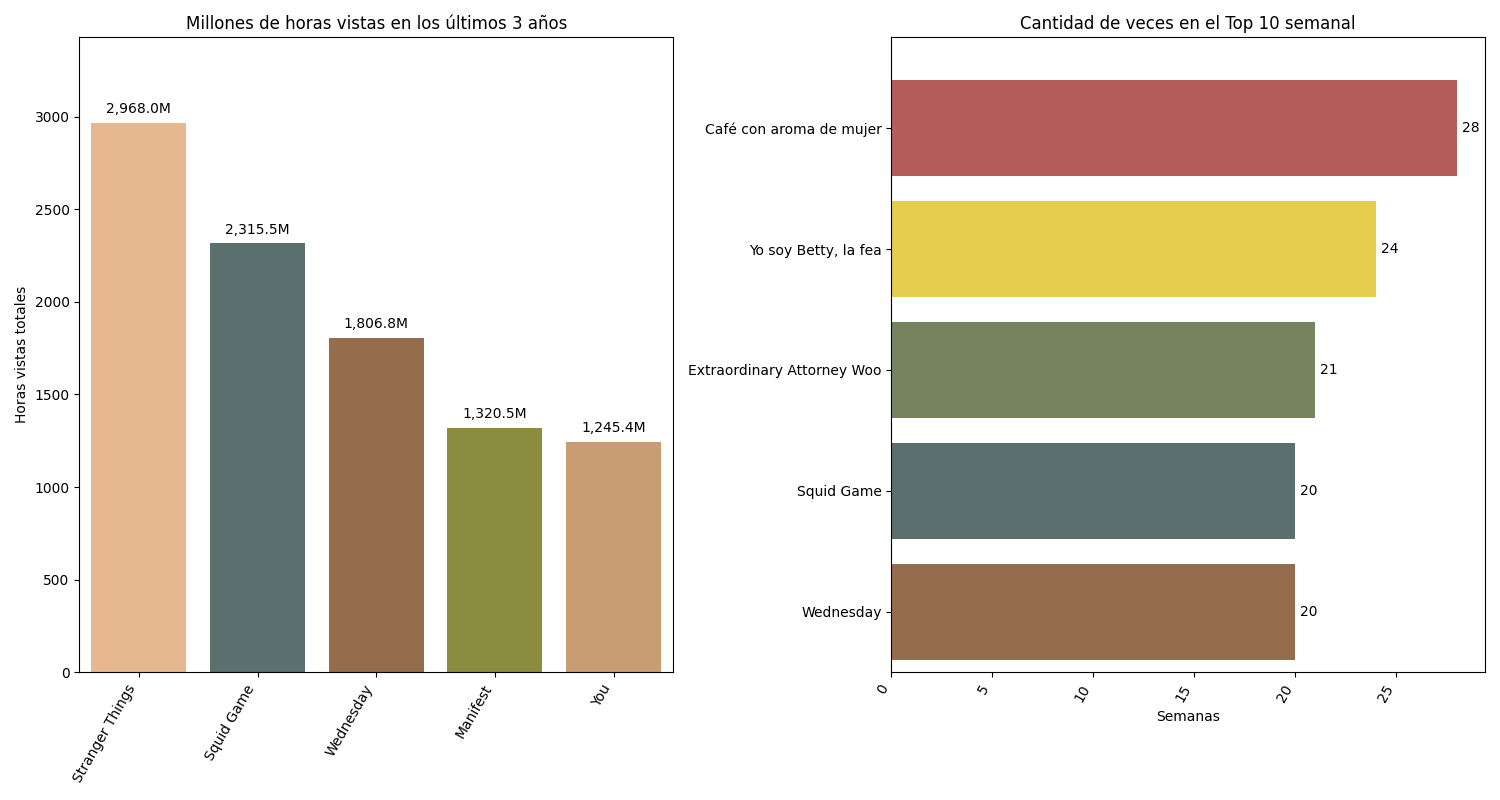 Millones de horas vistas en los últimos 3 años
Horas vistas totales
3000
2500
2000
1500
1000
500
0
2,968.0M
2,315.5M
1,806.8M
1,320.5M
1,245.4M
Stranger Things
Squid Game
Wednesday
Manifest
You
Cantidad de veces en el Top 10 semanal
Café con aroma de mujer
28
Yo soy Betty, la fea
24
Extraordinary Attorney Woo
21
Squid Game
20
Wednesday
20
0
5
10
15
20
25
Semanas